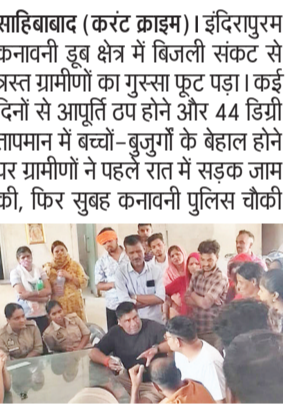 साहिबाबाद (करंट क्राइम)। इंदिरापुरम
कनावनी डूब क्षेत्र में बिजली संकट से
त्रस्त ग्रामीणों का गुस्सा फूट पड़ा। कई
दिनों से आपूर्ति ठप होने और 44 डिग्री
तापमान में बच्चों-बुजुर्गों के बेहाल होने
पर ग्रामीणों ने पहले रात में सड़क जाम
की, फिर सुबह कनावनी पुलिस चौकी